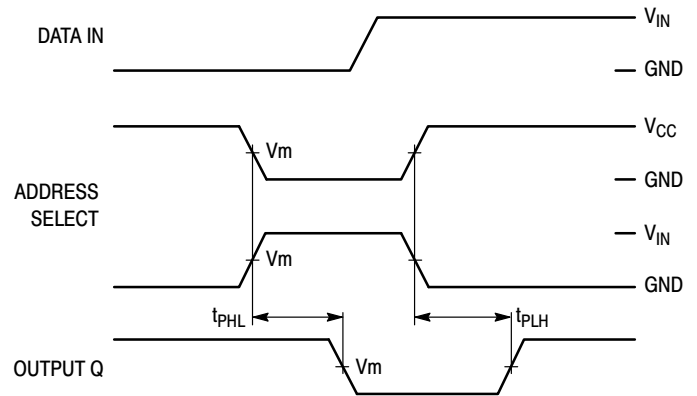 DATA IN
V_IN
GND
V_CC
Vm
GND
ADDRESS
SELECT
V_IN
Vm
GND
t_PHL
t_PLH
OUTPUT Q
Vm